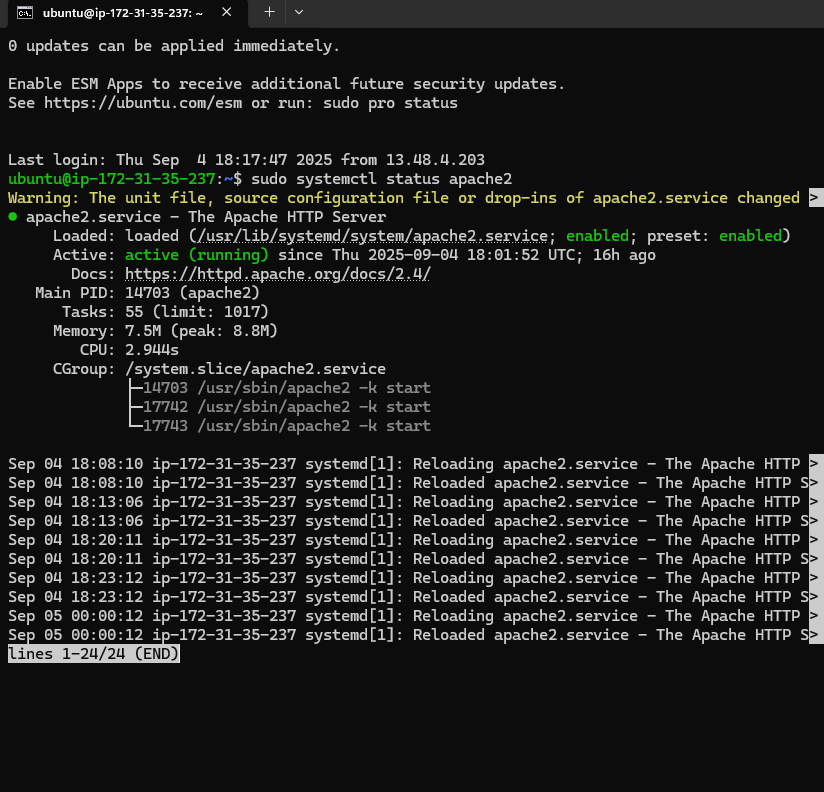 ubuntu@ip-172-31-35-237: ~
0 updates can be applied immediately.
Enable ESM Apps to receive additional future security updates.
See https://ubuntu.com/esm or run: sudo pro status
Last login: Thu Sep  4 18:17:47 2025 from 13.48.4.203
ubuntu@ip-172-31-35-237:~$ sudo systemctl status apache2
Warning: The unit file, source configuration file or drop-ins of apache2.service changed >
● apache2.service - The Apache HTTP Server
     Loaded: loaded (/usr/lib/systemd/system/apache2.service; enabled; preset: enabled)
     Active: active (running) since Thu 2025-09-04 18:01:52 UTC; 16h ago
       Docs: https://httpd.apache.org/docs/2.4/
   Main PID: 14703 (apache2)
      Tasks: 55 (limit: 1017)
     Memory: 7.5M (peak: 8.8M)
        CPU: 2.944s
     CGroup: /system.slice/apache2.service
             ├─14703 /usr/sbin/apache2 -k start
             ├─17742 /usr/sbin/apache2 -k start
             └─17743 /usr/sbin/apache2 -k start
Sep 04 18:08:10 ip-172-31-35-237 systemd[1]: Reloading apache2.service - The Apache HTTP >
Sep 04 18:08:10 ip-172-31-35-237 systemd[1]: Reloaded apache2.service - The Apache HTTP S>
Sep 04 18:13:06 ip-172-31-35-237 systemd[1]: Reloading apache2.service - The Apache HTTP >
Sep 04 18:13:06 ip-172-31-35-237 systemd[1]: Reloaded apache2.service - The Apache HTTP S>
Sep 04 18:20:11 ip-172-31-35-237 systemd[1]: Reloading apache2.service - The Apache HTTP >
Sep 04 18:20:11 ip-172-31-35-237 systemd[1]: Reloaded apache2.service - The Apache HTTP S>
Sep 04 18:23:12 ip-172-31-35-237 systemd[1]: Reloading apache2.service - The Apache HTTP >
Sep 04 18:23:12 ip-172-31-35-237 systemd[1]: Reloaded apache2.service - The Apache HTTP S>
Sep 05 00:00:12 ip-172-31-35-237 systemd[1]: Reloading apache2.service - The Apache HTTP >
Sep 05 00:00:12 ip-172-31-35-237 systemd[1]: Reloaded apache2.service - The Apache HTTP S>
lines 1-24/24 (END)